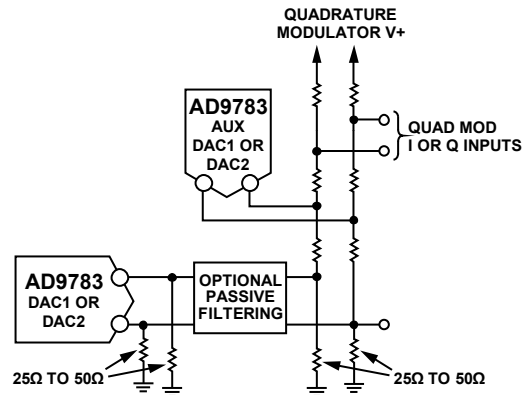 QUADRATURE
MODULATOR V+
AD9783
AUX
DAC1 OR
DAC2
QUAD MOD
I OR Q INPUTS
AD9783
DAC1 OR
DAC2
OPTIONAL
PASSIVE
FILTERING
25Ω TO 50Ω
25Ω TO 50Ω